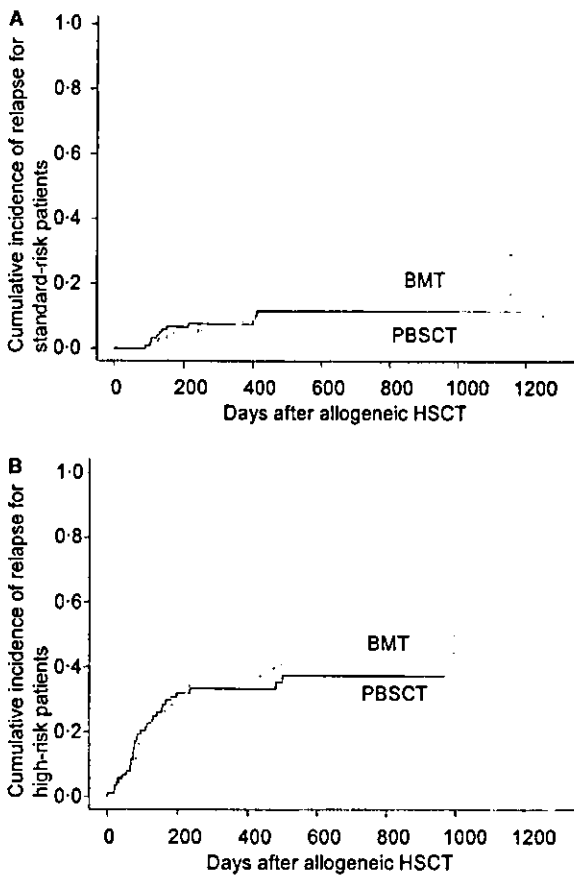 A
Cumulative incidence of relapse for
standard-risk patients
1·0
0·8
0·6
0·4
0·2
0·0
BMT
PBSCT
0 200 400 600 800 1000 1200
Days after allogeneic HSCT
B
Cumulative incidence of relapse for
high-risk patients
1·0
0·8
0·6
0·4
0·2
0·0
BMT
PBSCT
0 200 400 600 800 1000 1200
Days after allogeneic HSCT